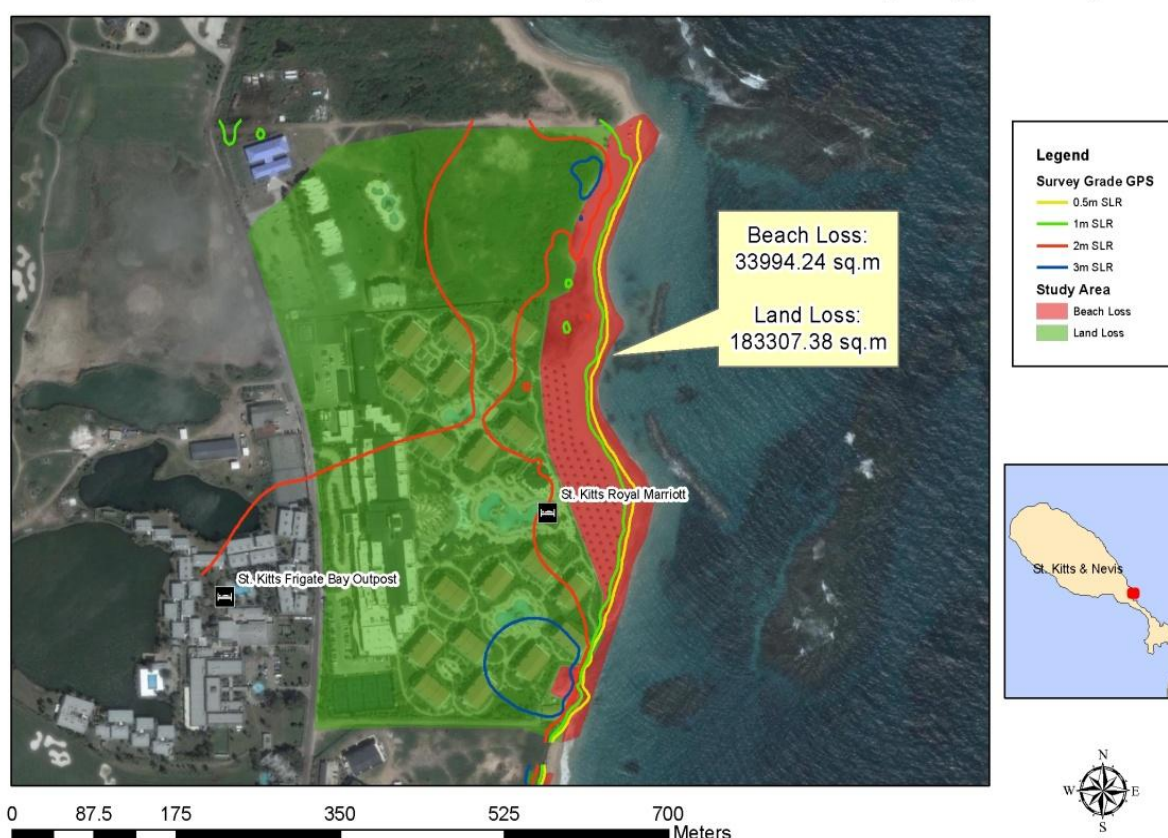 Beach Loss:
33994.24 sq.m
Land Loss:
183307.38 sq.m
St. Kitts Royal Marriott
St. Kitts Frigate Bay Outpost
Legend
Survey Grade GPS
0.5m SLR
1m SLR
2m SLR
3m SLR
Study Area
Beach Loss
Land Loss
St. Kitts & Nevis
N
W E
S
0 87.5 175 350 525 700
Meters